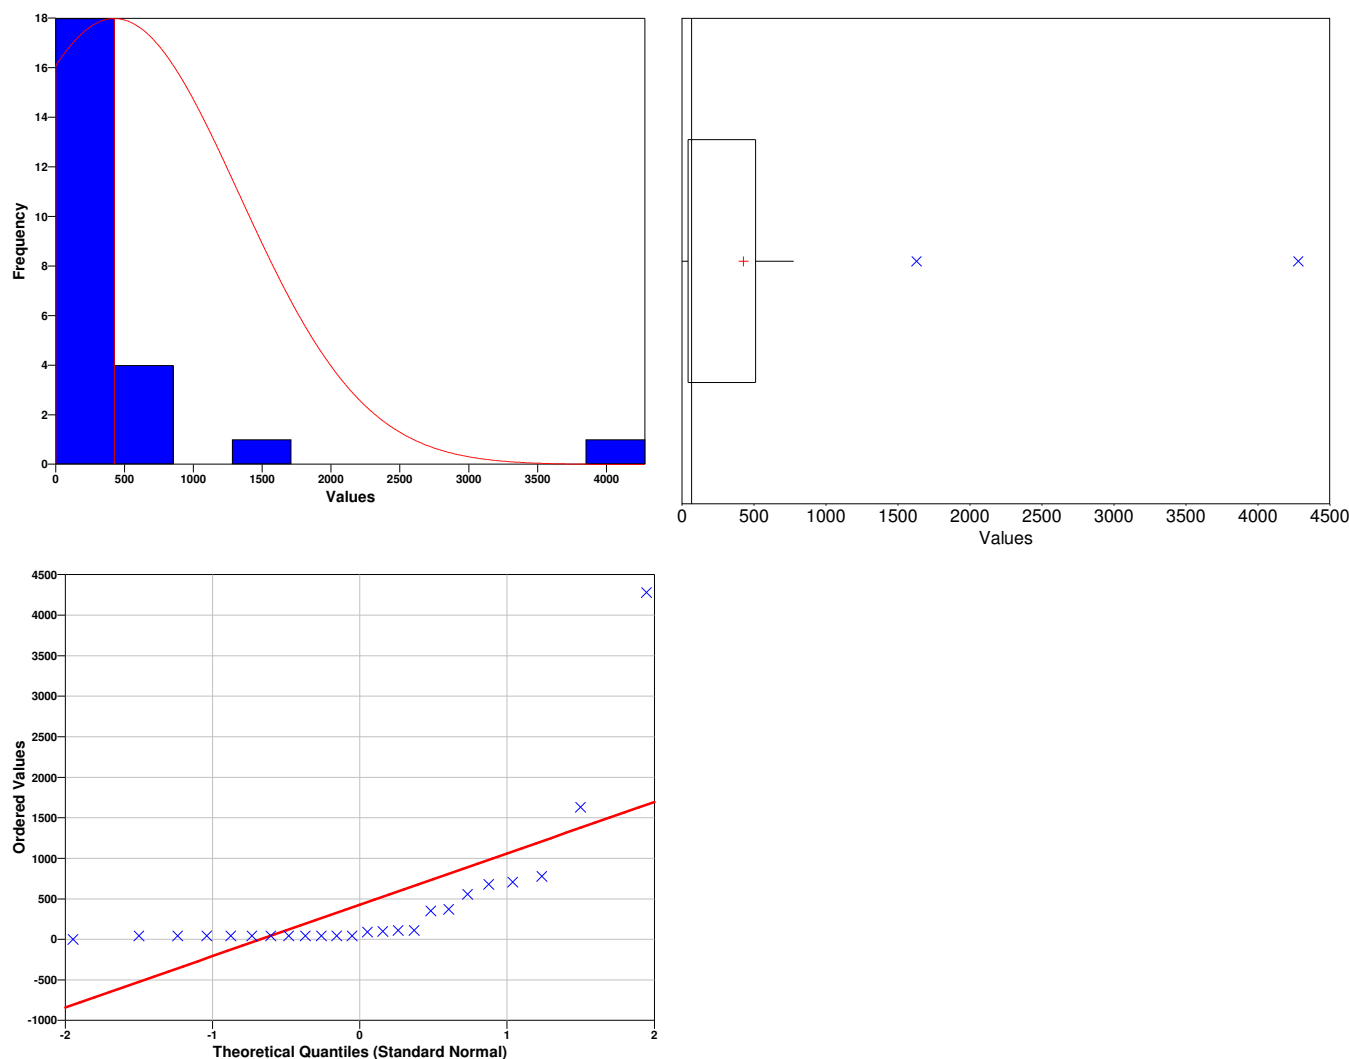 18
16
14
12
10
8
6
4
2
0
Frequency
0 500 1000 1500 2000 2500 3000 3500 4000
Values
0 500 1000 1500 2000 2500 3000 3500 4000 4500
Values
4500
4000
3500
3000
2500
2000
1500
1000
500
0
-500
-1000
Ordered Values
-2 -1 0 1 2
Theoretical Quantiles (Standard Normal)